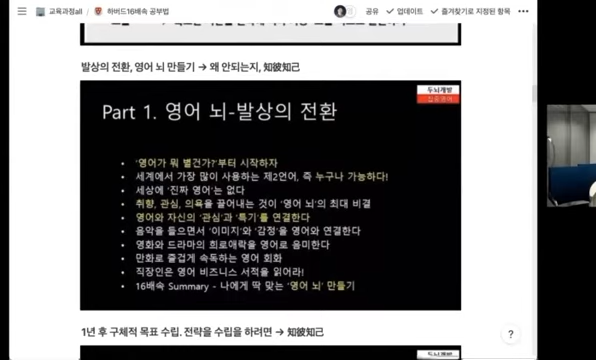 교육과정all / 하버드16배속 공부법
공유 업데이트 즐겨찾기로 지정된 항목
발상의 전환, 영어 뇌 만들기 → 왜 안되는지, 知彼知己
두뇌개발
집중영어
Part 1. 영어 뇌-발상의 전환
• '영어가 뭐 별건가?'부터 시작하자
• 세계에서 가장 많이 사용하는 제2언어, 즉 누구나 가능하다!
• 세상에 '진짜 영어'는 없다
• 취향, 관심, 의욕을 끌어내는 것이 '영어 뇌'의 최대 비결
• 영어와 자신의 '관심'과 '특기'를 연결한다
• 음악을 들으면서 '이미지'와 '감정'을 영어와 연결한다
• 영화와 드라마의 희로애락을 영어로 음미한다
• 만화로 즐겁게 속독하는 영어 회화
• 직장인은 영어 비즈니스 서적을 읽어라!
• 16배속 Summary - 나에게 딱 맞는 '영어 뇌' 만들기
1년 후 구체적 목표 수립. 전략을 수립을 하려면 → 知彼知己
?